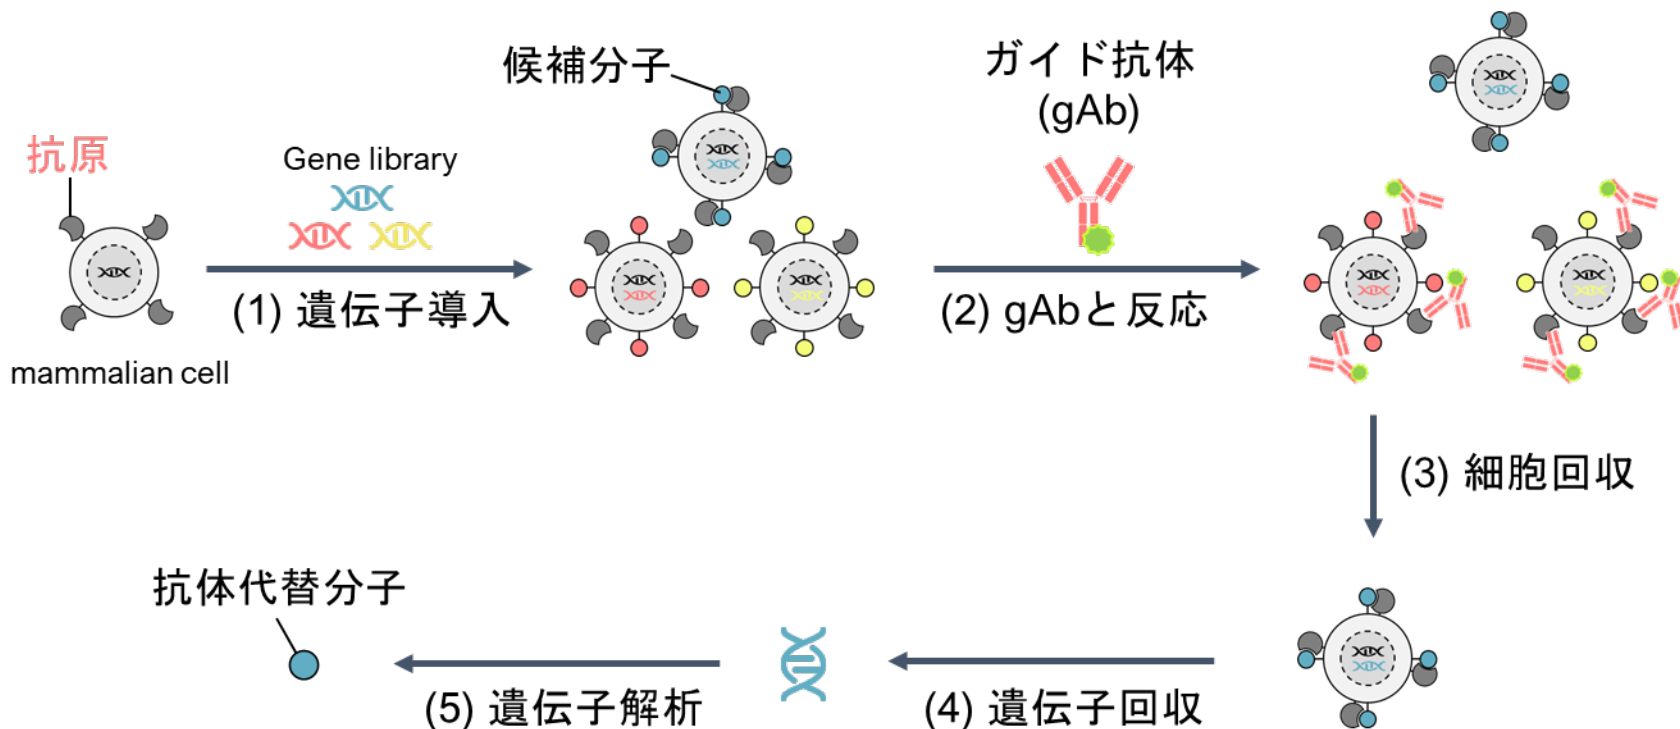 候補分子
ガイド抗体
(gAb)
抗原
Gene library
(1) 遺伝子導入
(2) gAbと反応
mammalian cell
(3) 細胞回収
抗体代替分子
(5) 遺伝子解析
(4) 遺伝子回収